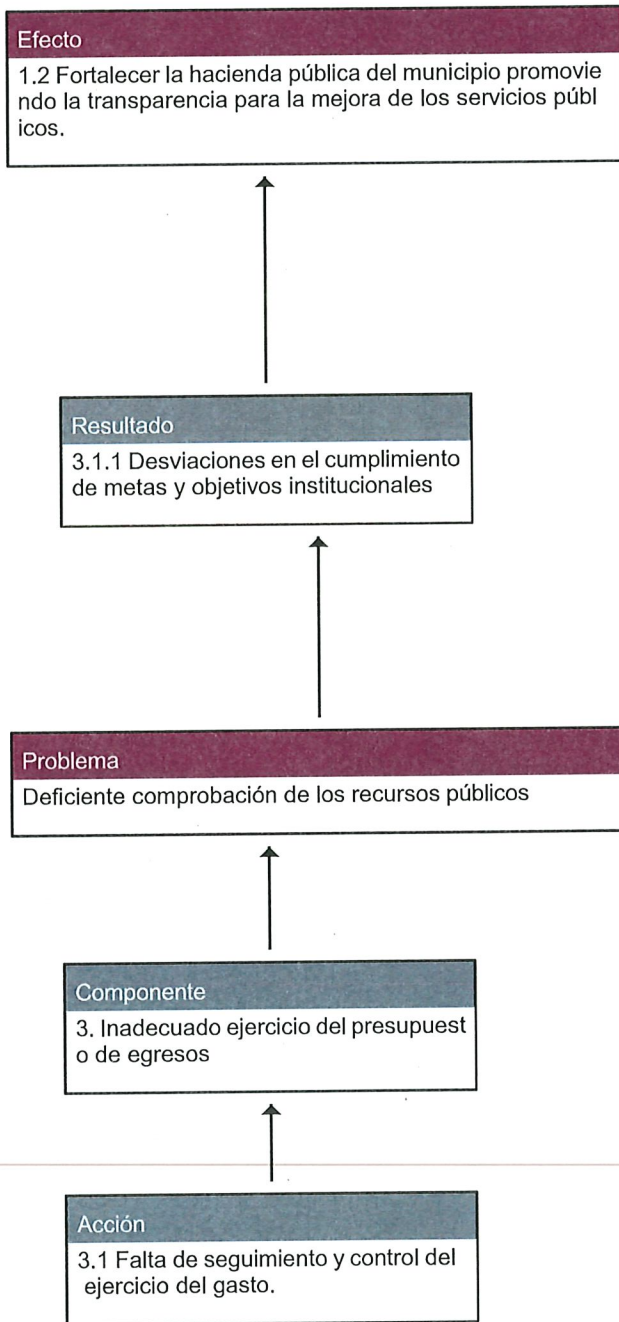 Efecto
1.2 Fortalecer la hacienda pública del municipio promovie
ndo la transparencia para la mejora de los servicios públ
icos.
Resultado
3.1.1 Desviaciones en el cumplimiento
de metas y objetivos institucionales
Problema
Deficiente comprobación de los recursos públicos
Componente
3. Inadecuado ejercicio del presupuest
o de egresos
Acción
3.1 Falta de seguimiento y control del
ejercicio del gasto.